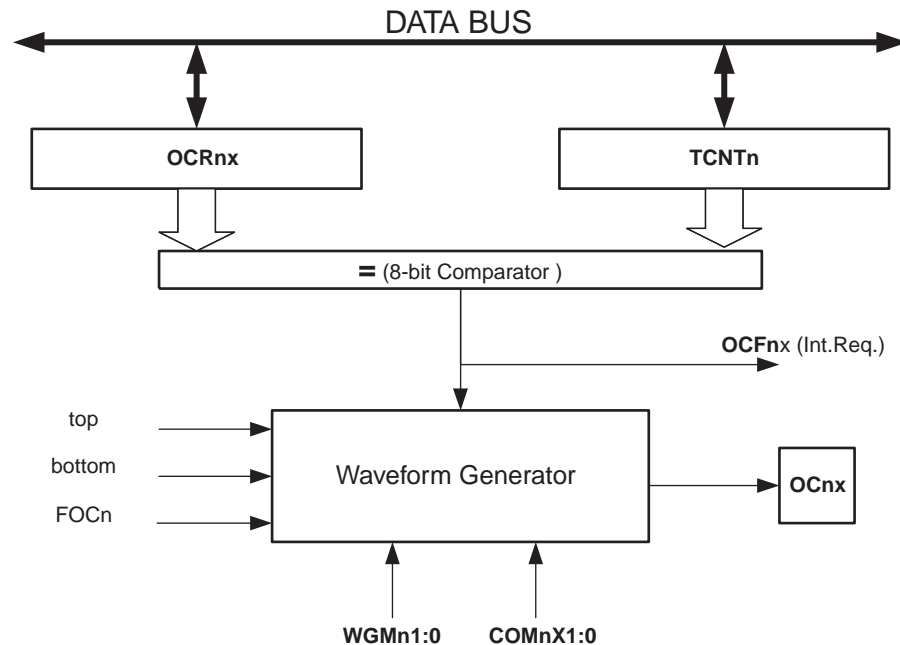 DATA BUS
OCRnx
TCNTn
= (8-bit Comparator )
OCFnx (Int.Req.)
top
bottom
FOCn
Waveform Generator
OCnx
WGMn1:0
COMnX1:0